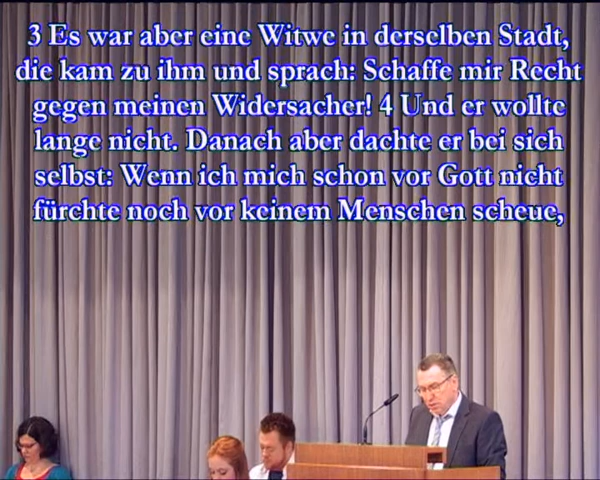 3 Es war aber eine Witwe in derselben Stadt,
die kam zu ihm und sprach: Schaffe mir Recht
gegen meinen Widersacher! 4 Und er wollte
lange nicht. Danach aber dachte er bei sich
selbst: Wenn ich mich schon vor Gott nicht
fürchte noch vor keinem Menschen scheue,